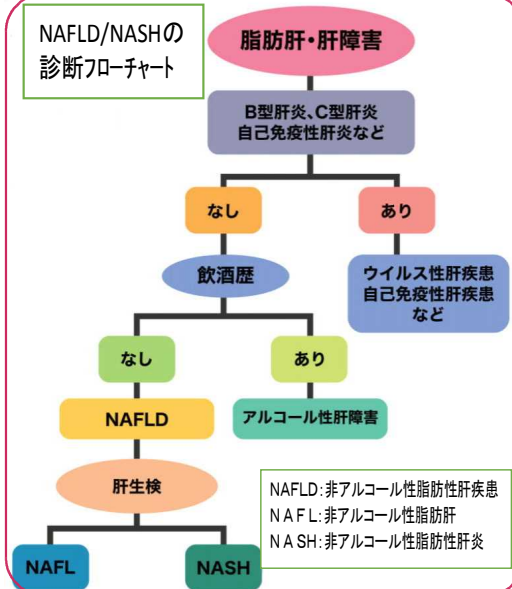 NAFLD/NASHの
診断フローチャート
脂肪肝・肝障害
B型肝炎、C型肝炎
自己免疫性肝炎など
なし
あり
飲酒歴
ウイルス性肝疾患
自己免疫性肝疾患
など
なし
あり
NAFLD
アルコール性肝障害
肝生検
NAFLD:非アルコール性脂肪性肝疾患
NAFL:非アルコール性脂肪肝
NASH:非アルコール性脂肪性肝炎
NAFL
NASH